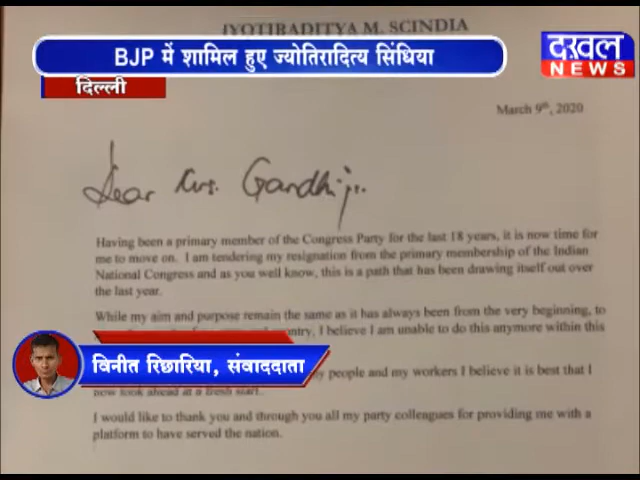 JYOTIRADITYA M. SCINDIA
BJP में शामिल हुए ज्योतिरादित्य सिंधिया
दखल
NEWS
दिल्ली
March 9th, 2020
Dear Mrs. Gandhi ji.
Having been a primary member of the Congress Party for the last 18 years, it is now time for
me to move on. I am tendering my resignation from the primary membership of the Indian
National Congress and as you well know, this is a path that has been drawing itself out over
the last year.
While my aim and purpose remain the same as it has always been from the very beginning, to
country, I believe I am unable to do this anymore within this
विनीत रिछारिया, संवाददाता
my people and my workers I believe it is best that I
now look ahead at a fresh start.
I would like to thank you and through you all my party colleagues for providing me with a
platform to have served the nation.